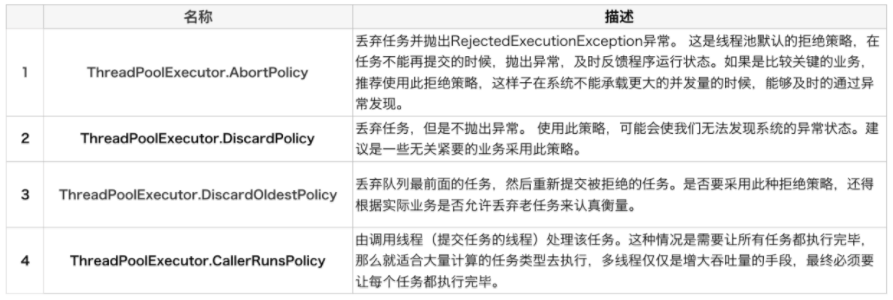 名称 描述
1 ThreadPoolExecutor.AbortPolicy 丢弃任务并抛出RejectedExecutionException异常。 这是线程池默认的拒绝策略，在
任务不能再提交的时候，抛出异常，及时反馈程序运行状态。如果是比较关键的业务，
推荐使用此拒绝策略，这样子在系统不能承载更大的并发量的时候，能够及时的通过异
常发现。
2 ThreadPoolExecutor.DiscardPolicy 丢弃任务，但是不抛出异常。 使用此策略，可能会使我们无法发现系统的异常状态。建
议是一些无关紧要的业务采用此策略。
3 ThreadPoolExecutor.DiscardOldestPolicy 丢弃队列最前面的任务，然后重新提交被拒绝的任务。是否要采用此种拒绝策略，还得
根据实际业务是否允许丢弃老任务来认真衡量。
4 ThreadPoolExecutor.CallerRunsPolicy 由调用线程（提交任务的线程）处理该任务。这种情况是需要让所有任务都执行完毕，
那么就适合大量计算的任务类型去执行，多线程仅仅是增大吞吐量的手段，最终必须要
让每个任务都执行完毕。